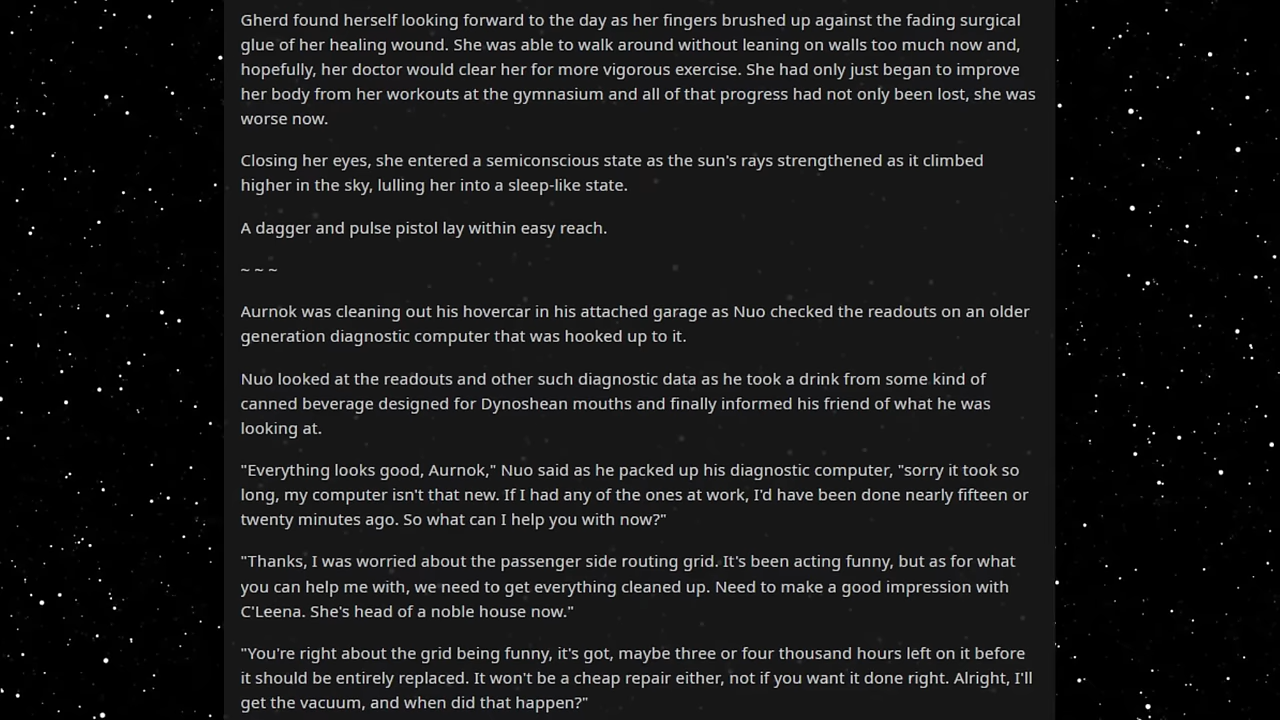 Gherd found herself looking forward to the day as her fingers brushed up against the fading surgical
glue of her healing wound. She was able to walk around without leaning on walls too much now and,
hopefully, her doctor would clear her for more vigorous exercise. She had only just began to improve
her body from her workouts at the gymnasium and all of that progress had not only been lost, she was
worse now.
Closing her eyes, she entered a semiconscious state as the sun's rays strengthened as it climbed
higher in the sky, lulling her into a sleep-like state.
A dagger and pulse pistol lay within easy reach.
~ ~ ~
Aurnok was cleaning out his hovercar in his attached garage as Nuo checked the readouts on an older
generation diagnostic computer that was hooked up to it.
Nuo looked at the readouts and other such diagnostic data as he took a drink from some kind of
canned beverage designed for Dynoshean mouths and finally informed his friend of what he was
looking at.
"Everything looks good, Aurnok," Nuo said as he packed up his diagnostic computer, "sorry it took so
long, my computer isn't that new. If I had any of the ones at work, I'd have been done nearly fifteen or
twenty minutes ago. So what can I help you with now?"
"Thanks, I was worried about the passenger side routing grid. It's been acting funny, but as for what
you can help me with, we need to get everything cleaned up. Need to make a good impression with
C'Leena. She's head of a noble house now."
"You're right about the grid being funny, it's got, maybe three or four thousand hours left on it before
it should be entirely replaced. It won't be a cheap repair either, not if you want it done right. Alright, I'll
get the vacuum, and when did that happen?"